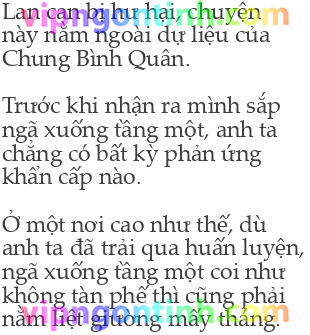 Lan can bị hư hại, chuyện
này nằm ngoài dự liệu của
Chung Bình Quân.
Trước khi nhận ra mình sắp
ngã xuống tầng một, anh ta
chẳng có bất kỳ phản ứng
khẩn cấp nào.
Ở một nơi cao như thế, dù
anh ta đã trải qua huấn luyện,
ngã xuống tầng một coi như
không tàn phế thì cũng phải
nằm liệt giường mấy tháng.
vipngontinh.com
vipngontinh.com